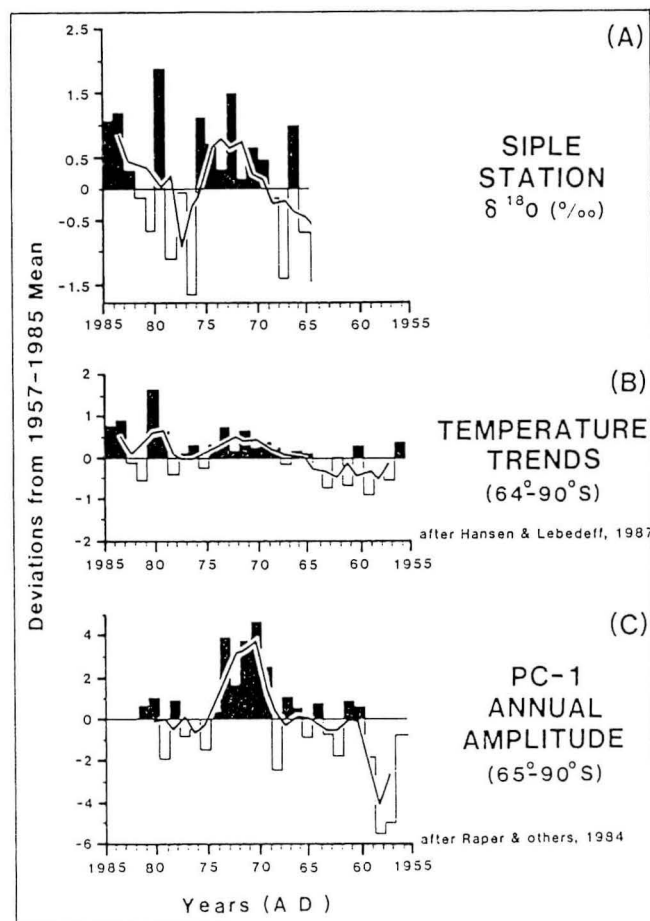 (A)
SIPLE
STATION
δ ¹⁸O (‰)
2.5
1.5
0.5
0
-0.5
-1.5
1985 80 75 70 65 1955
Deviations from 1957-1985 Mean
(B)
TEMPERATURE
TRENDS
(64°-90°S)
after Hansen & Lebedeff, 1987
2
1
0
-1
-2
1985 80 75 70 65 60 1955
(C)
PC-1
ANNUAL
AMPLITUDE
(65°-90°S)
after Raper & others, 1984
4
2
0
-2
-4
-6
1985 80 75 70 65 60 1955
Years (A D)